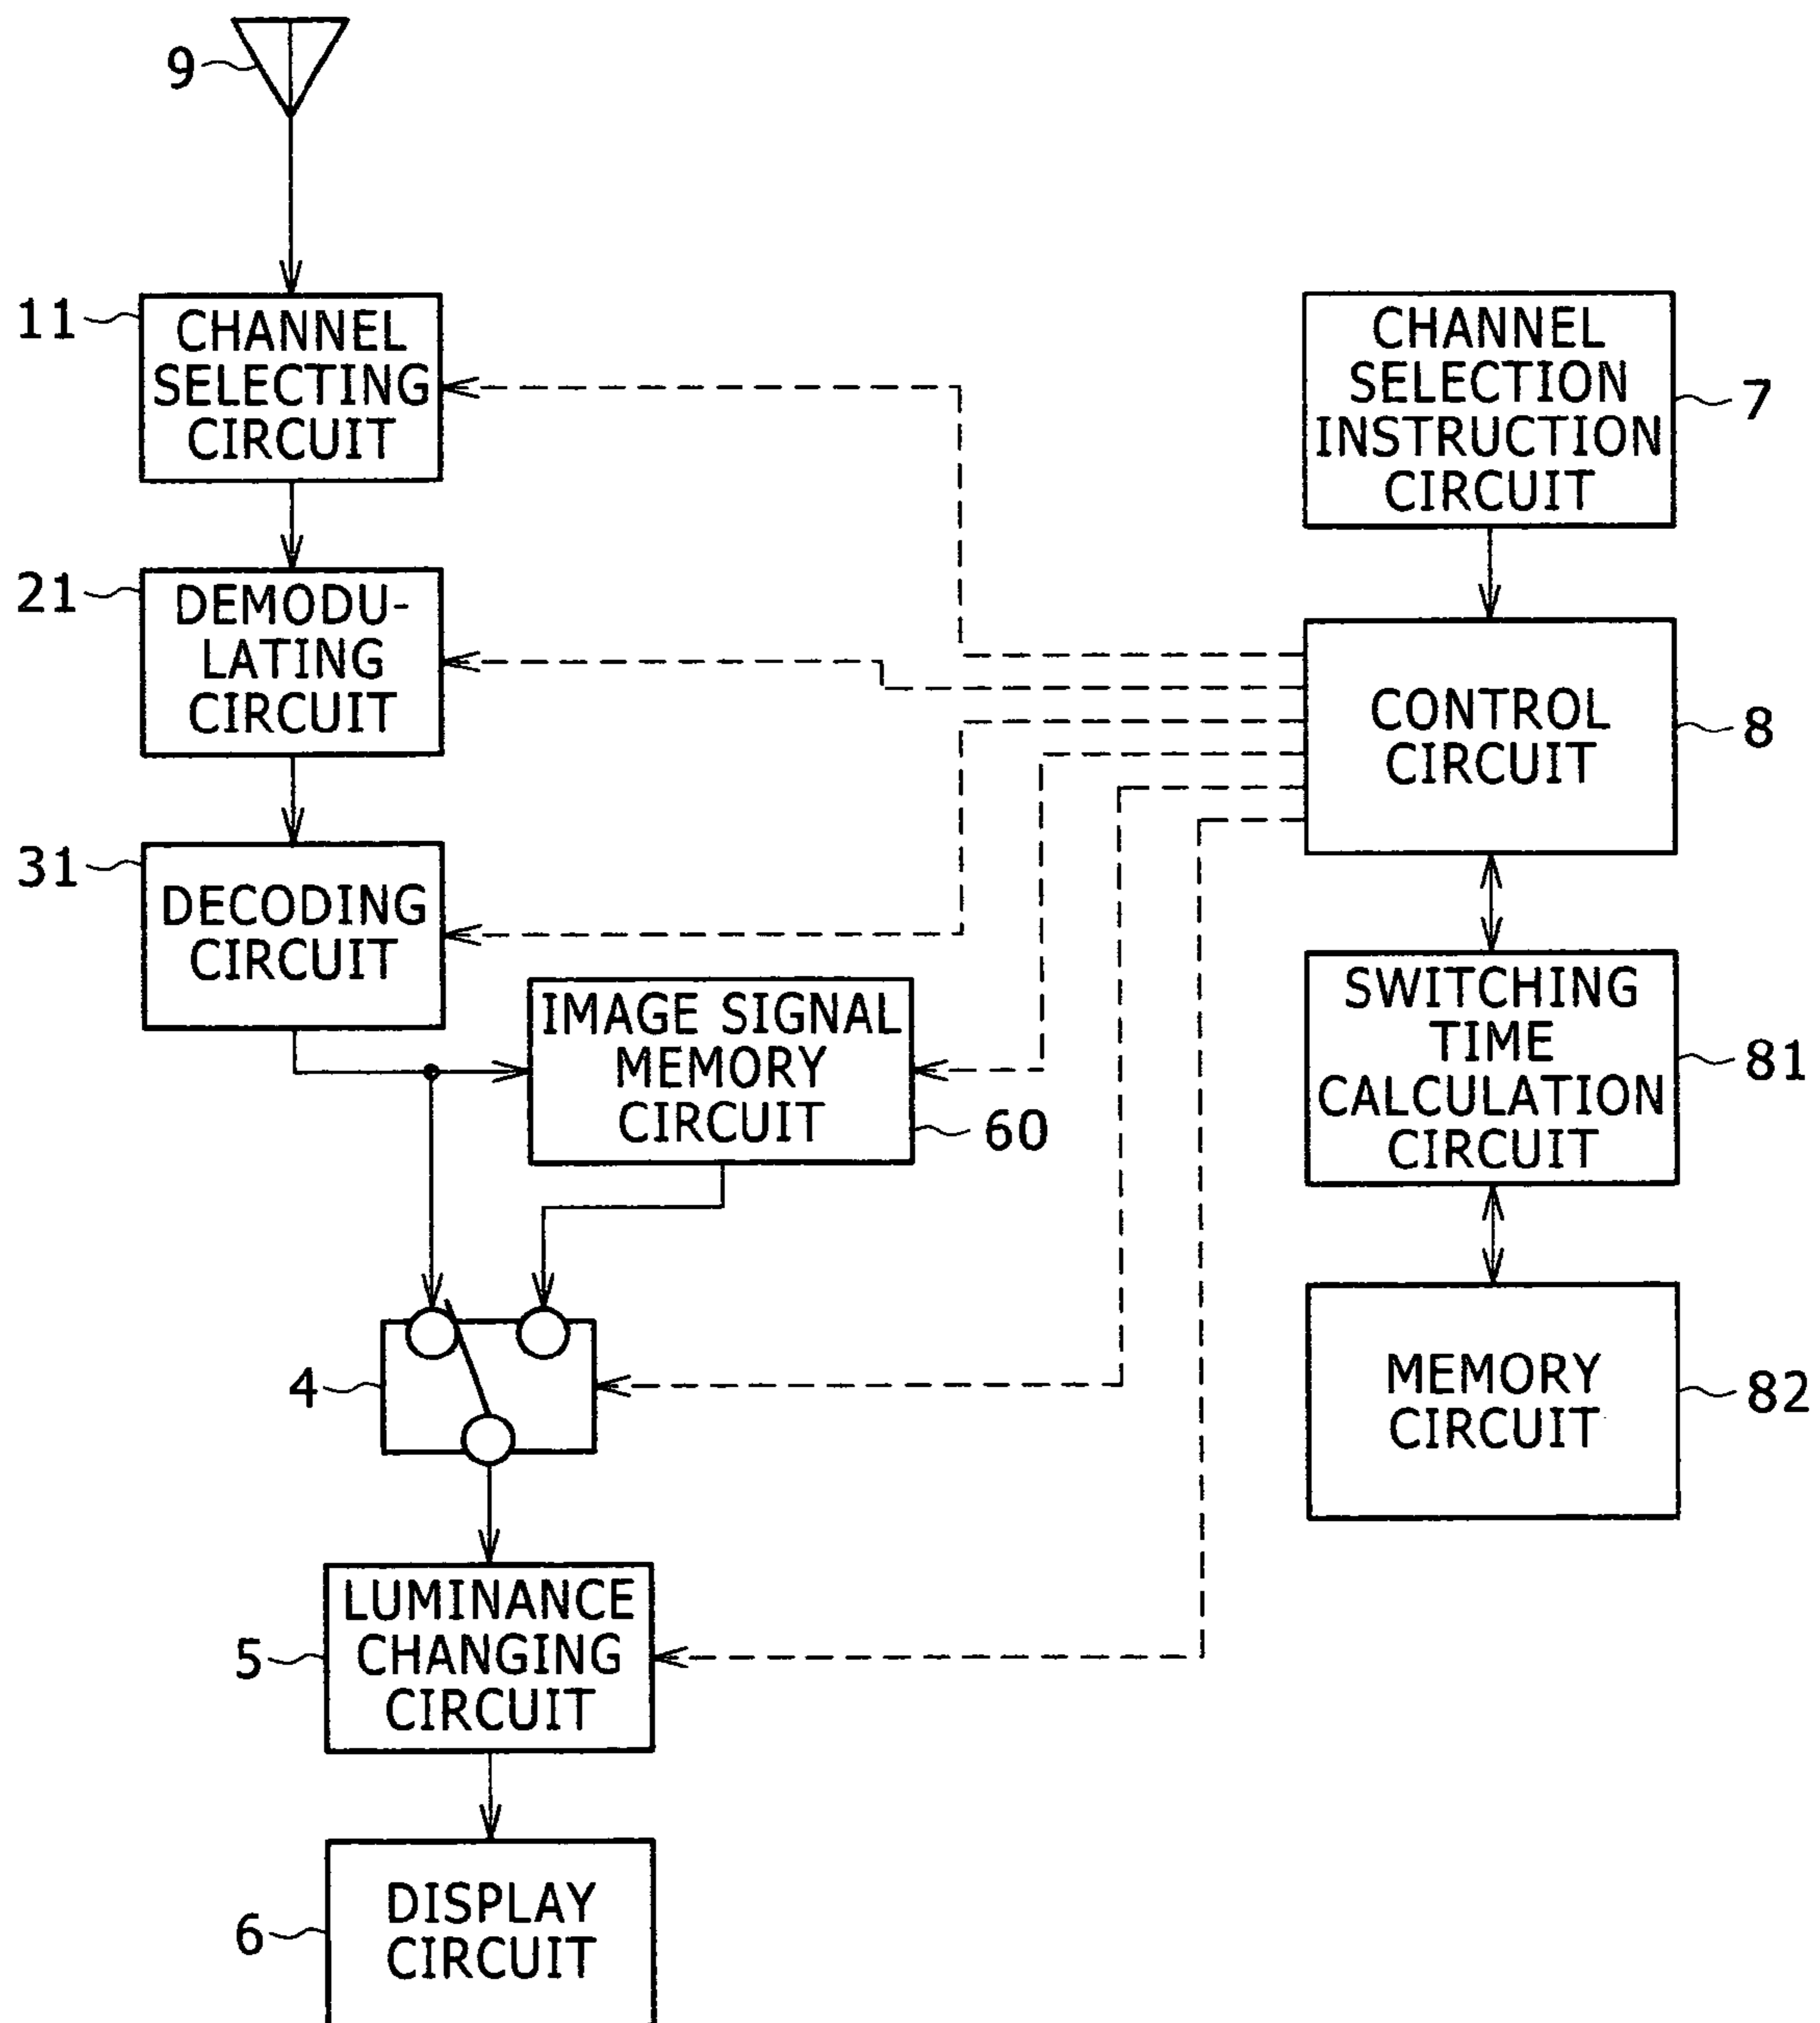 9
11
CHANNEL
SELECTING
CIRCUIT
CHANNEL
SELECTION
INSTRUCTION
CIRCUIT
7
21
DEMODU-
LATING
CIRCUIT
CONTROL
CIRCUIT
8
31
DECODING
CIRCUIT
IMAGE SIGNAL
MEMORY
CIRCUIT
60
SWITCHING
TIME
CALCULATION
CIRCUIT
81
4
MEMORY
CIRCUIT
82
5
LUMINANCE
CHANGING
CIRCUIT
6
DISPLAY
CIRCUIT